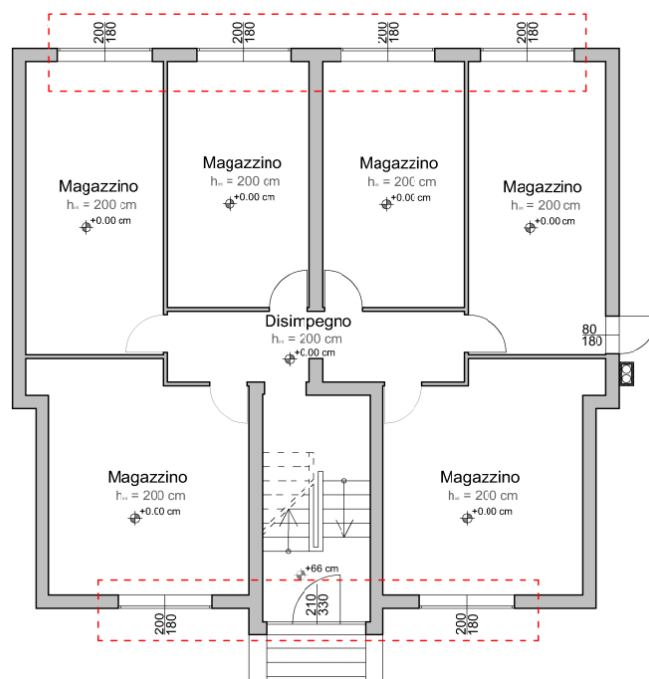 200
180
200
180
200
180
200
180
Magazzino
h = 200 cm
+0.00 cm
Magazzino
h = 200 cm
+0.00 cm
Magazzino
h = 200 cm
+0.00 cm
Magazzino
h = 200 cm
+0.00 cm
Disimpegno
h = 200 cm
+0.00 cm
80
180
Magazzino
h = 200 cm
+0.00 cm
Magazzino
h = 200 cm
+0.00 cm
+66 cm
210
330
200
180
200
180